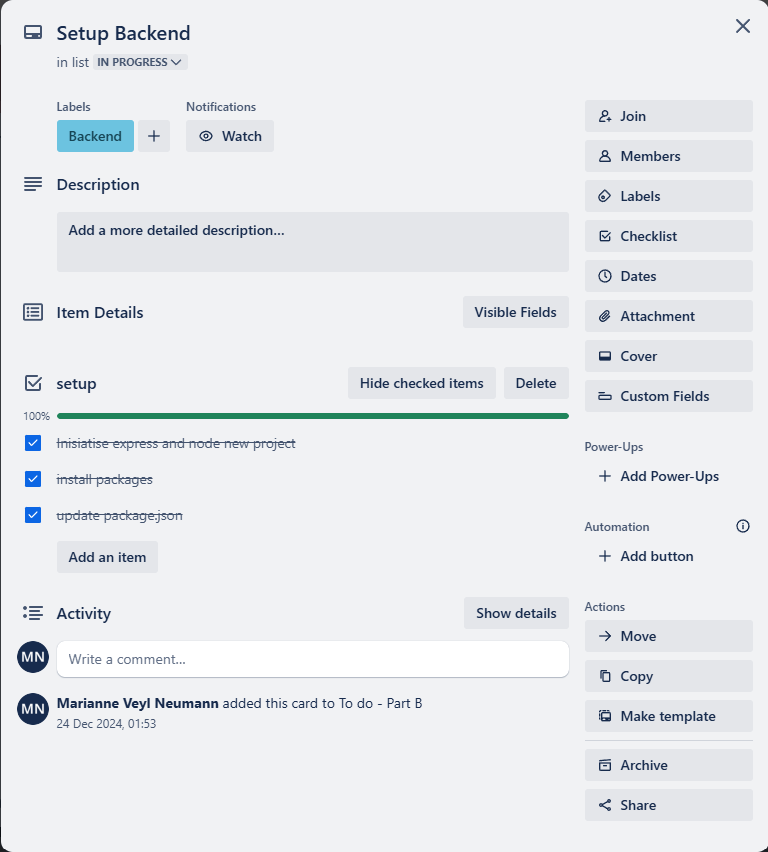 Setup Backend
in list IN PROGRESS
Labels
Notifications
Backend
Watch
Description
Add a more detailed description...
Item Details
Visible Fields
setup
Hide checked items
Delete
100%
Inisiatise express and node new project
install packages
update package.json
Add an item
Activity
Show details
MN
Write a comment...
MN
Marianne Veyl Neumann added this card to To do - Part B
24 Dec 2024, 01:53
Join
Members
Labels
Checklist
Dates
Attachment
Cover
Custom Fields
Power-Ups
Add Power-Ups
Automation
Add button
Actions
Move
Copy
Make template
Archive
Share